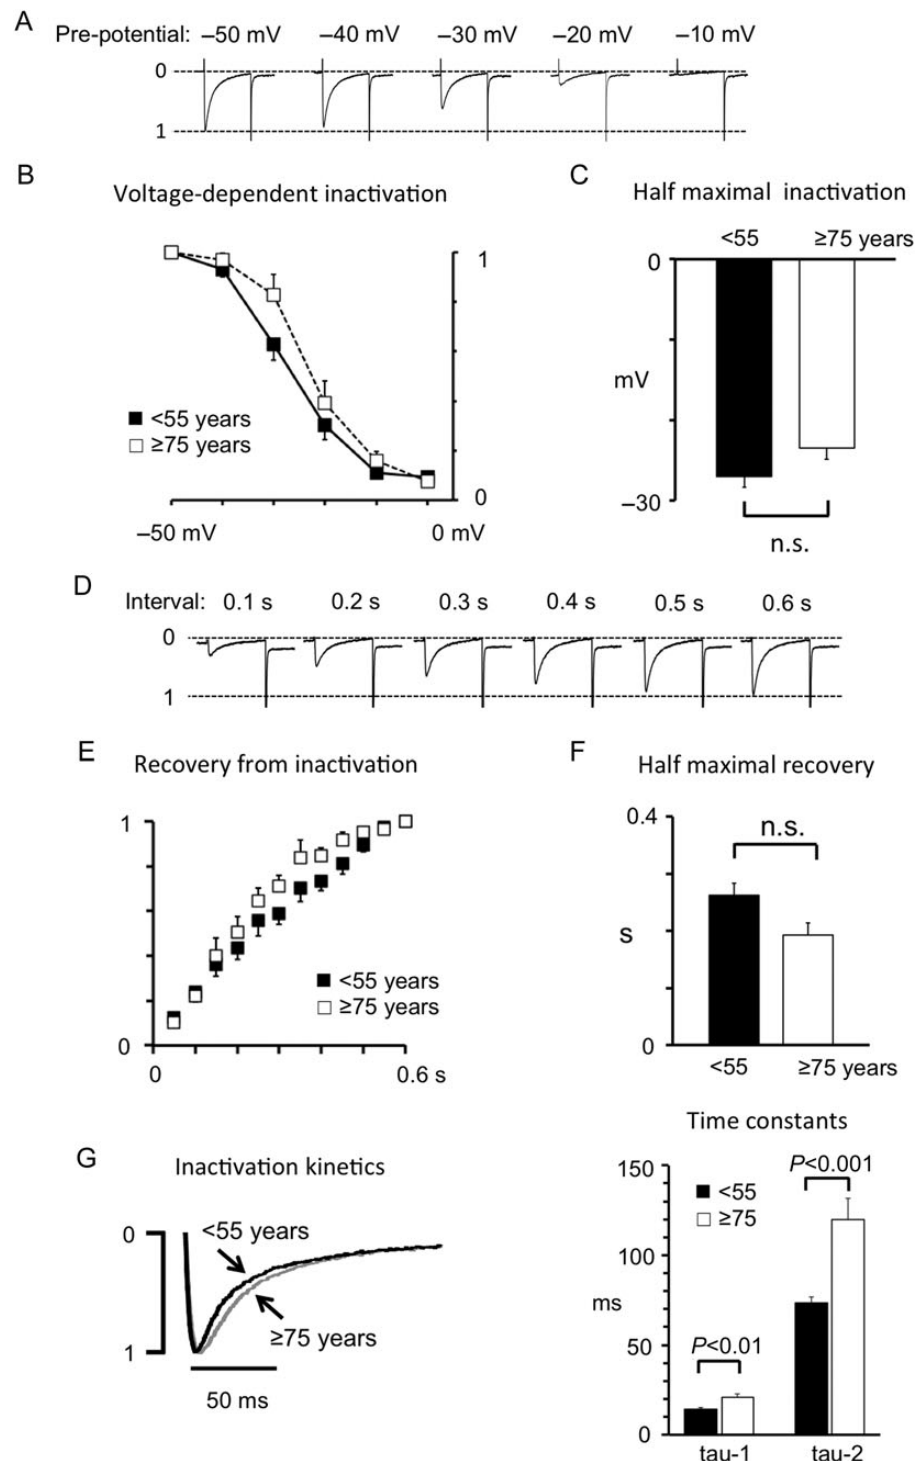 A
Pre-potential: –50 mV –40 mV –30 mV –20 mV –10 mV
0
1
B
Voltage-dependent inactivation
1
<55 years
≥75 years
0
–50 mV 0 mV
C
Half maximal inactivation
<55 ≥75 years
0
mV
–30
n.s.
D
Interval: 0.1 s 0.2 s 0.3 s 0.4 s 0.5 s 0.6 s
0
1
E
Recovery from inactivation
1
<55 years
≥75 years
0
0 0.6 s
F
Half maximal recovery
0.4
n.s.
s
0
<55 ≥75 years
G
Inactivation kinetics
0
<55 years
≥75 years
1
50 ms
Time constants
150
P<0.001
<55
≥75
100
ms
50
P<0.01
0
tau-1 tau-2